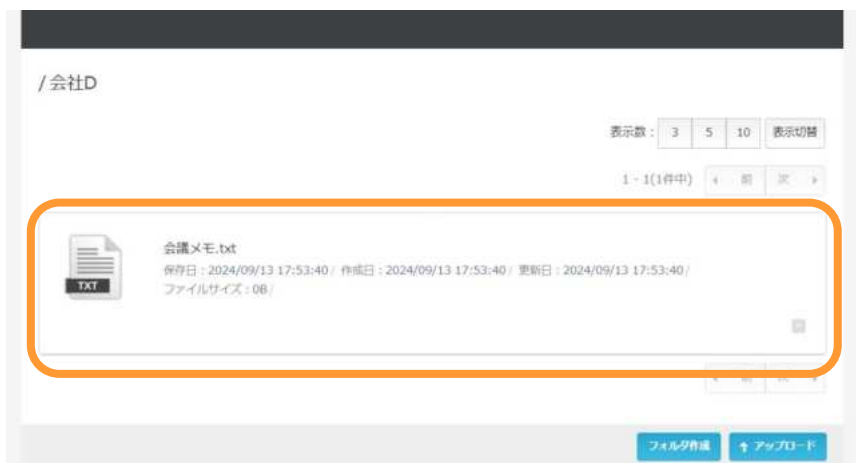 /会社D
表示数： 3 5 10 表示切替
1 - 1(1件中) 前 次
会議メモ.txt
保存日：2024/09/13 17:53:40 / 作成日：2024/09/13 17:53:40 / 更新日：2024/09/13 17:53:40 /
TXT
ファイルサイズ：0B /
前 次
フォルダ作成 アップロード